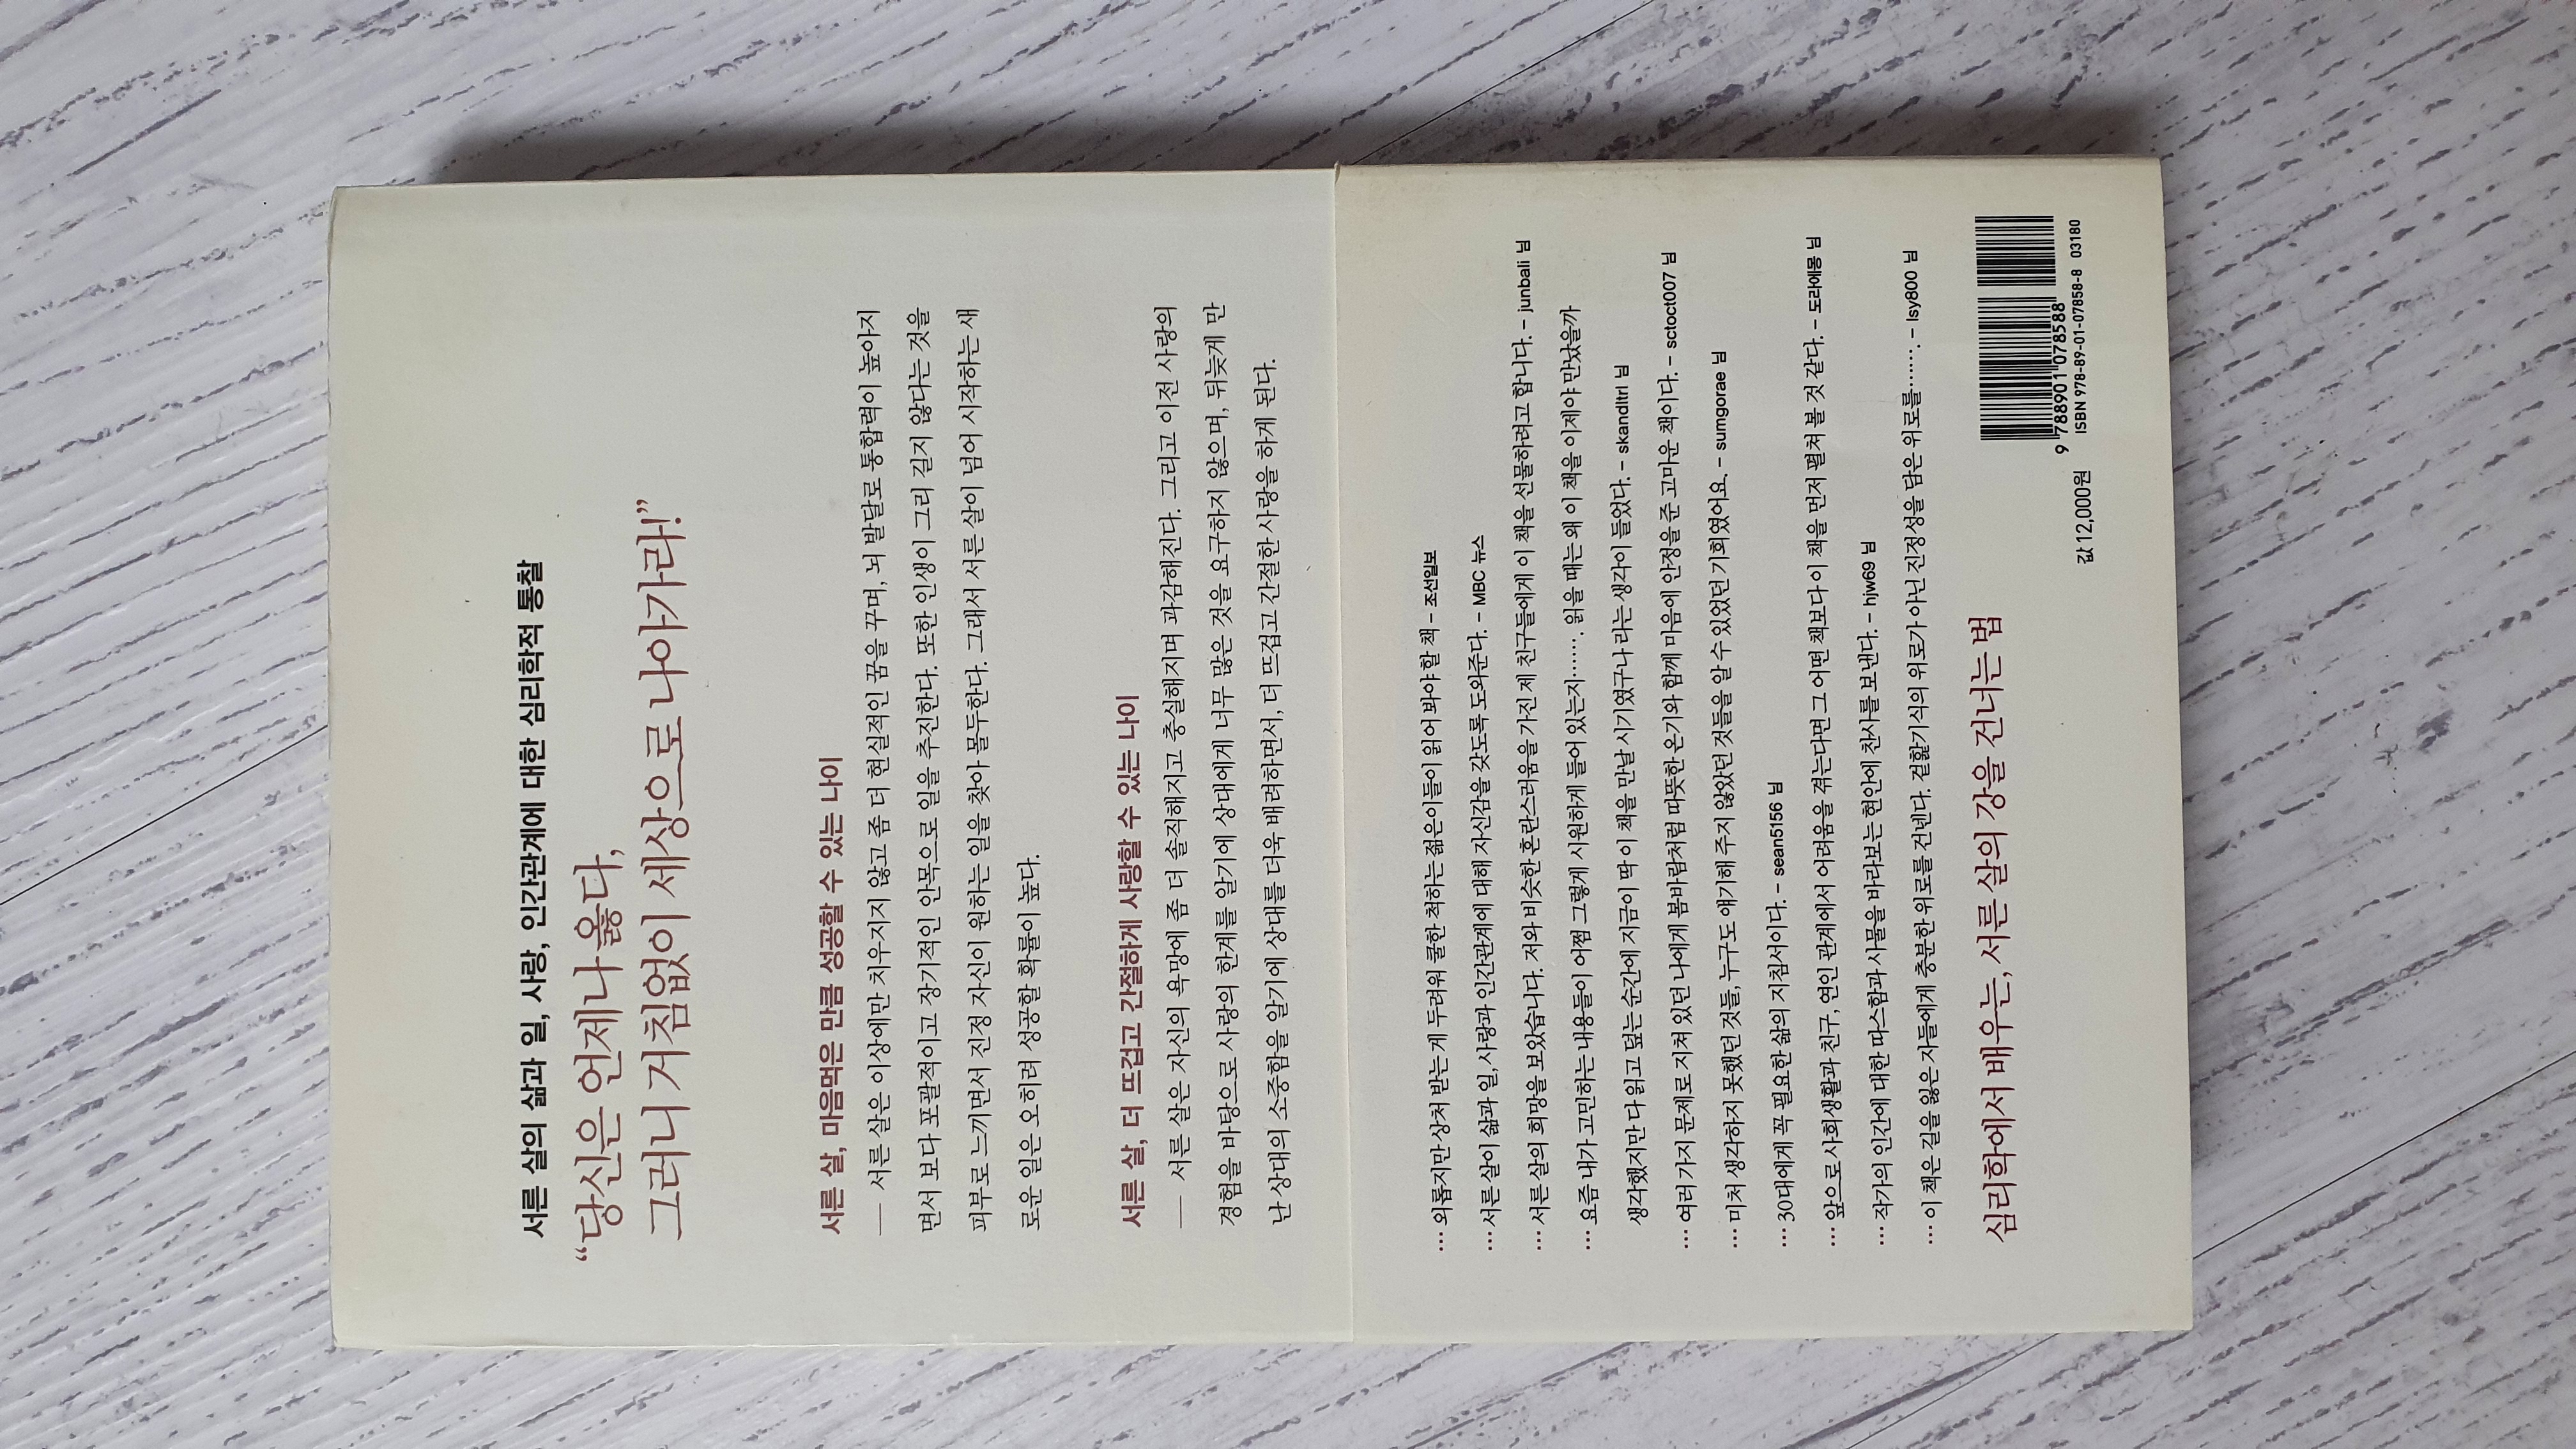 서른 살의 삶과 일, 사랑, 인간관계에 대한 심리학적 통찰
“당신은 언제나 옳다,
그러니 거침없이 세상으로 나아가라!”
서른 살, 마음먹은 만큼 성공할 수 있는 나이
── 서른 살은 이상에만 치우치지 않고 좀 더 현실적인 꿈을 꾸며, 뇌 발달로 통합력이 높아지
면서 보다 포괄적이고 장기적인 안목으로 일을 추진한다. 또한 인생이 그리 길지 않다는 것을
피부로 느끼면서 진정 자신이 원하는 일을 찾아 몰두한다. 그래서 서른 살이 넘어 시작하는 새
로운 일은 오히려 성공할 확률이 높다.
서른 살, 더 뜨겁고 간절하게 사랑할 수 있는 나이
── 서른 살은 자신의 욕망에 좀 더 솔직해지고 충실해지며 과감해진다. 그리고 이전 사랑의
경험을 바탕으로 사랑의 한계를 알기에 상대에게 너무 많은 것을 요구하지 않으며, 뒤늦게 만
난 상대의 소중함을 알기에 상대를 더욱 배려하면서, 더 뜨겁고 간절한 사랑을 하게 된다.
… 외롭지만 상처 받는 게 두려워 쿨한 척하는 젊은이들이 읽어 봐야 할 책 - 조선일보
… 서른 살이 삶과 일, 사랑과 인간관계에 대해 자신감을 갖도록 도와준다. - MBC 뉴스
… 서른 살의 희망을 보았습니다. 저와 비슷한 혼란스러움을 가진 제 친구들에게 이 책을 선물하려고 합니다. - junbali 님
… 요즘 내가 고민하는 내용들이 어쩜 그렇게 시원하게 들어 있는지……. 읽을 때는 왜 이 책을 이제야 만났을까
생각했지만 다 읽고 덮는 순간에 지금이 딱 이 책을 만날 시기였구나 라는 생각이 들었다. - skanditri 님
… 여러 가지 문제로 지쳐 있던 나에게 봄바람처럼 따뜻한 온기와 함께 마음에 안정을 준 고마운 책이다. - sctoct007 님
… 미처 생각하지 못했던 것들, 누구도 얘기해 주지 않았던 것들을 알 수 있었던 기회였어요. - sumgorae 님
… 30대에게 꼭 필요한 삶의 지침서이다. - sean5156 님
… 앞으로 사회생활과 친구, 연인 관계에서 어려움을 겪는다면 그 어떤 책보다 이 책을 먼저 펼쳐 볼 것 같다. - 도라에몽 님
… 작가의 인간에 대한 따스함과 사물을 바라보는 현안에 찬사를 보낸다. - hjw69 님
… 이 책은 길을 잃은 자들에게 충분한 위로를 건넨다. 겉핥기식의 위로가 아닌 진정성을 담은 위로를……. - lsy800 님
심리학에서 배우는, 서른 살의 강을 건너는 법
값 12,000원
9 788901 078588
ISBN 978-89-01-07858-8 03180